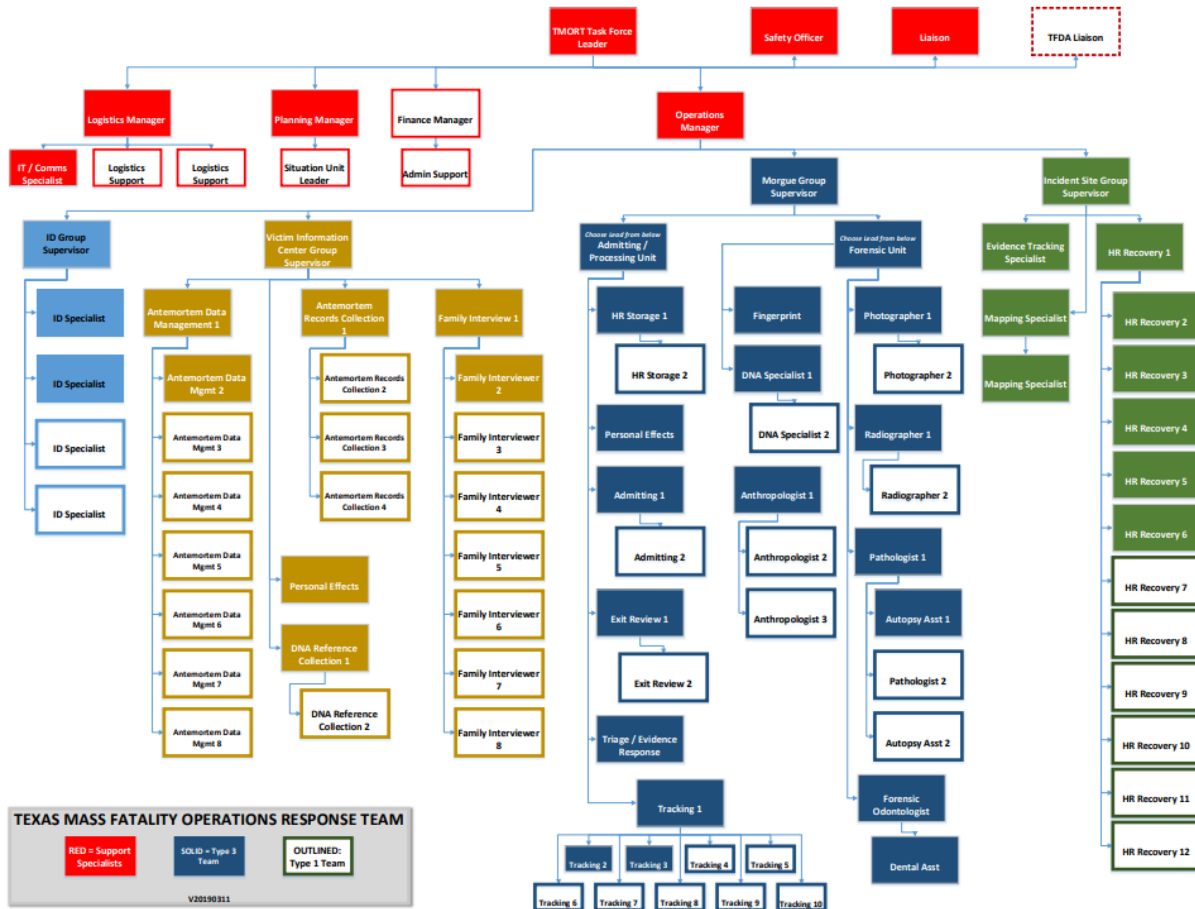 TMORT Task Force
Leader
Safety Officer
Liaison
TFDA Liaison
Logistics Manager
Planning Manager
Finance Manager
Operations
Manager
IT / Comms
Specialist
Logistics
Support
Logistics
Support
Situation Unit
Leader
Admin Support
Morgue Group
Supervisor
Incident Site Group
Supervisor
ID Group
Supervisor
Victim Information
Center Group
Supervisor
Choose Lead from below
Admitting /
Processing Unit
Choose Lead from below
Forensic Unit
Evidence Tracking
Specialist
HR Recovery 1
ID Specialist
ID Specialist
ID Specialist
ID Specialist
Antemortem Data
Management 1
Antemortem Data
Mgmt 2
Antemortem Data
Mgmt 3
Antemortem Data
Mgmt 4
Antemortem Data
Mgmt 5
Antemortem Data
Mgmt 6
Antemortem Data
Mgmt 7
Antemortem Data
Mgmt 8
Antemortem
Records Collection
1
Antemortem Records
Collection 2
Antemortem Records
Collection 3
Antemortem Records
Collection 4
Personal Effects
DNA Reference
Collection 1
DNA Reference
Collection 2
Family Interview 1
Family Interviewer
2
Family Interviewer
3
Family Interviewer
4
Family Interviewer
5
Family Interviewer
6
Family Interviewer
7
Family Interviewer
8
HR Storage 1
HR Storage 2
Personal Effects
Admitting 1
Admitting 2
Exit Review 1
Exit Review 2
Triage / Evidence
Response
Tracking 1
Tracking 2
Tracking 3
Tracking 4
Tracking 5
Tracking 6
Tracking 7
Tracking 8
Tracking 9
Tracking 10
Fingerprint
DNA Specialist 1
DNA Specialist 2
Anthropologist 1
Anthropologist 2
Anthropologist 3
Photographer 1
Photographer 2
Radiographer 1
Radiographer 2
Pathologist 1
Autopsy Asst 1
Pathologist 2
Autopsy Asst 2
Forensic
Odontologist
Dental Asst
Mapping Specialist
Mapping Specialist
HR Recovery 2
HR Recovery 3
HR Recovery 4
HR Recovery 5
HR Recovery 6
HR Recovery 7
HR Recovery 8
HR Recovery 9
HR Recovery 10
HR Recovery 11
HR Recovery 12
TEXAS MASS FATALITY OPERATIONS RESPONSE TEAM
RED = Support
Specialists
SOLID = Type 3
Team
OUTLINED:
Type 1 Team
V20190311